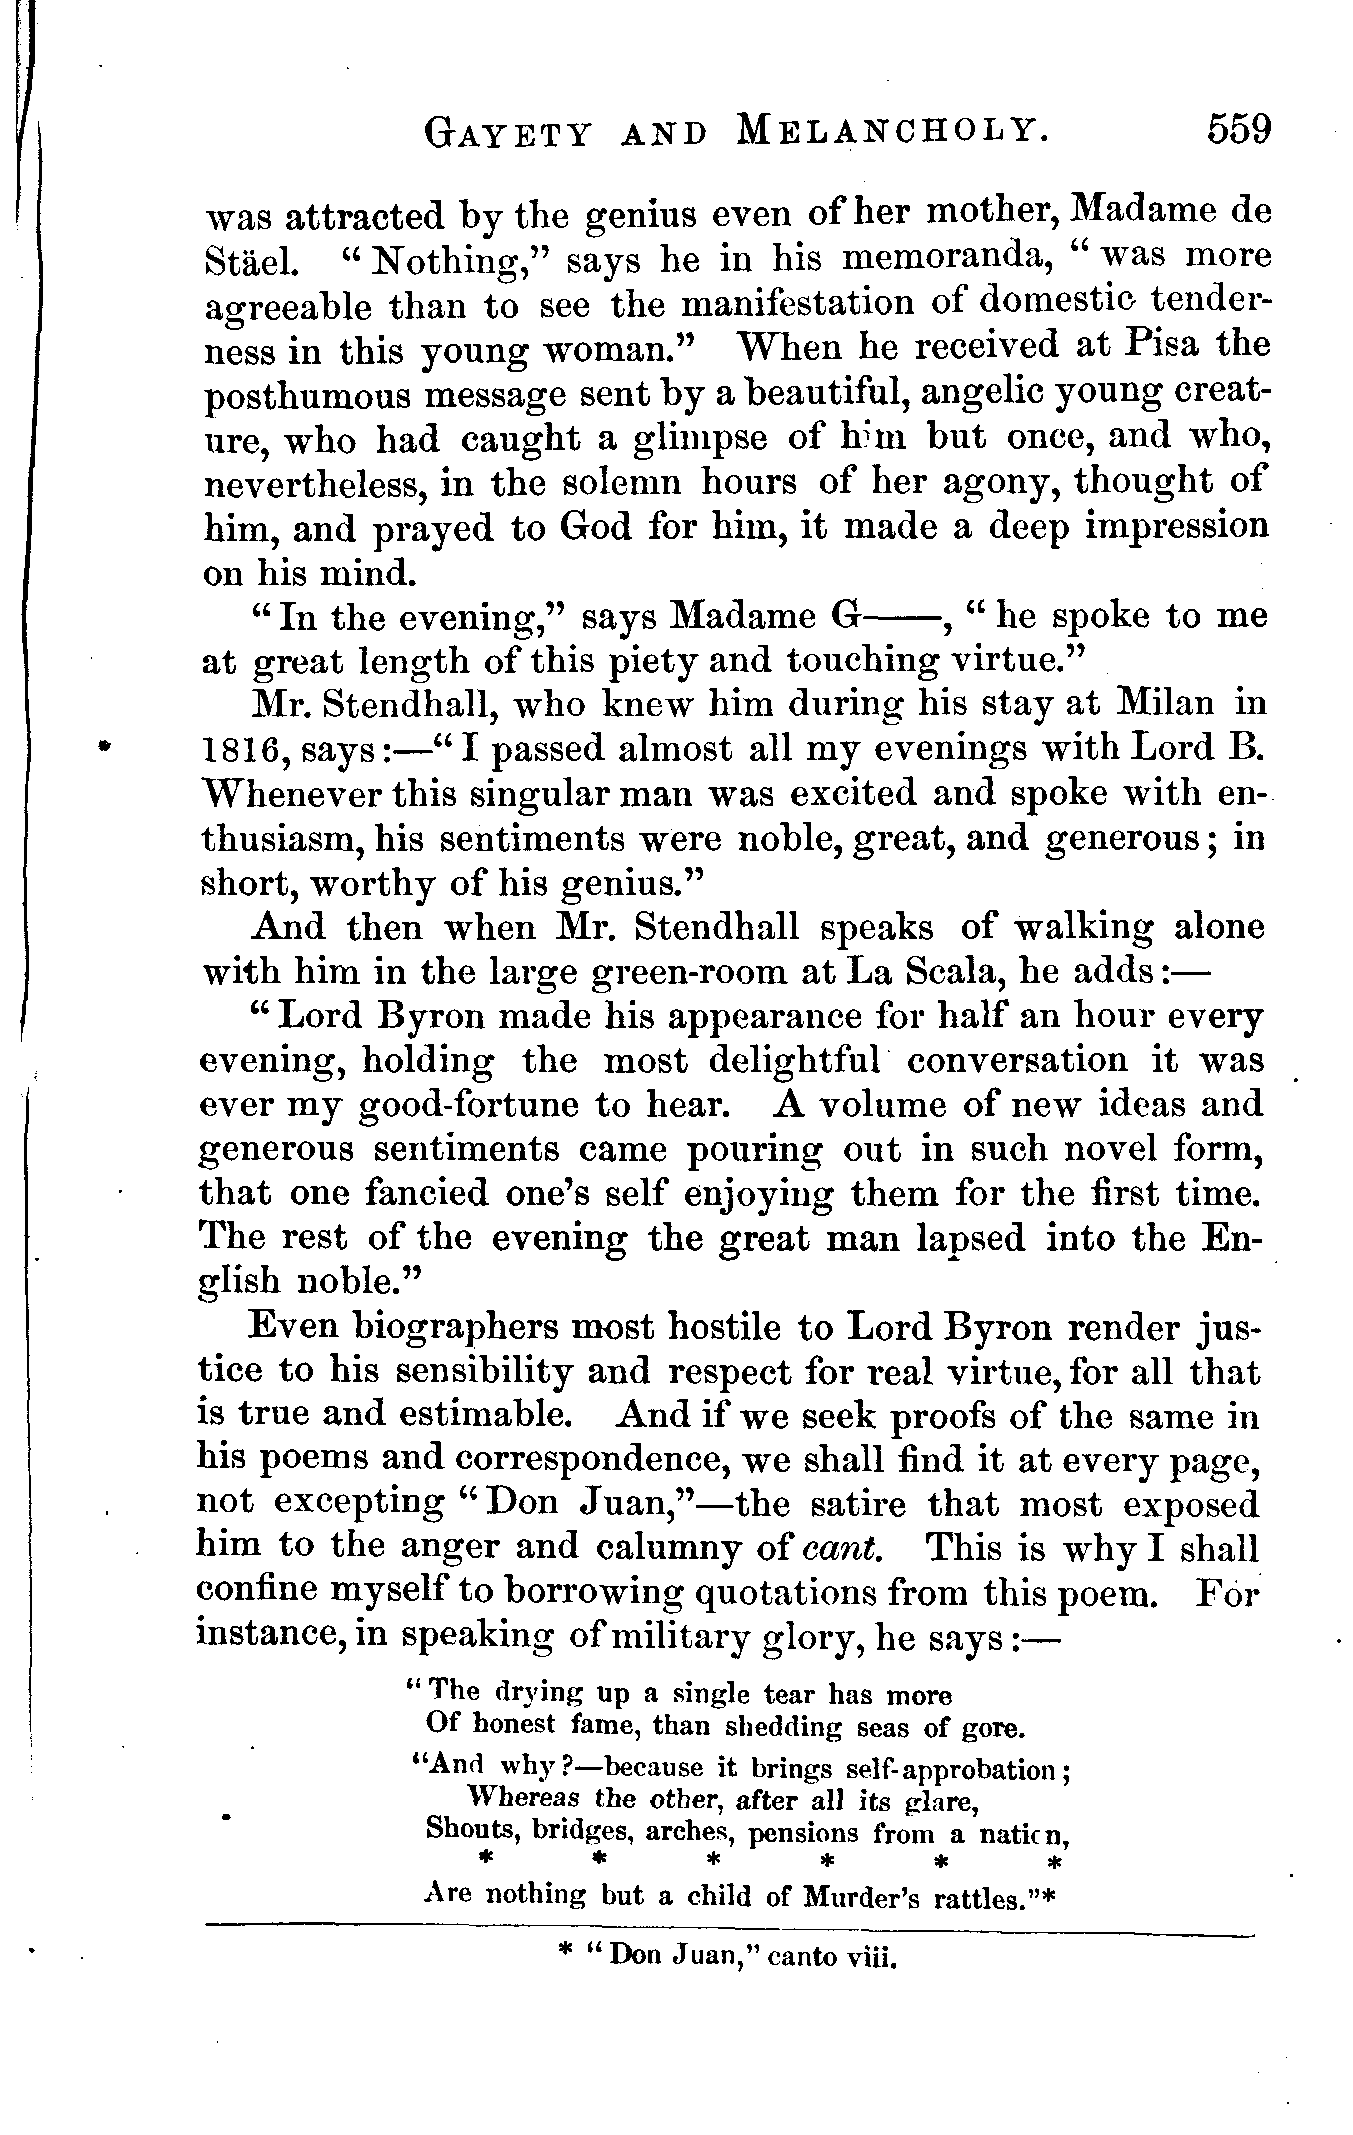 GAYETY AND MELANCHOLY. 559
was attracted by the genius even of her mother, Madame de
Stäel. “Nothing,” says he in his memoranda, “was more
agreeable than to see the manifestation of domestic tender-
ness in this young woman.” When he received at Pisa the
posthumous message sent by a beautiful, angelic young creat-
ure, who had caught a glimpse of him but once, and who,
nevertheless, in the solemn hours of her agony, thought of
him, and prayed to God for him, it made a deep impression
on his mind.
“In the evening,” says Madame G——, “he spoke to me
at great length of this piety and touching virtue.”
Mr. Stendhall, who knew him during his stay at Milan in
1816, says:—“I passed almost all my evenings with Lord B.
Whenever this singular man was excited and spoke with en-
thusiasm, his sentiments were noble, great, and generous; in
short, worthy of his genius.”
And then when Mr. Stendhall speaks of walking alone
with him in the large green-room at La Scala, he adds:—
“Lord Byron made his appearance for half an hour every
evening, holding the most delightful conversation it was
ever my good-fortune to hear. A volume of new ideas and
generous sentiments came pouring out in such novel form,
that one fancied one’s self enjoying them for the first time.
The rest of the evening the great man lapsed into the En-
glish noble.”
Even biographers most hostile to Lord Byron render jus-
tice to his sensibility and respect for real virtue, for all that
is true and estimable. And if we seek proofs of the same in
his poems and correspondence, we shall find it at every page,
not excepting “Don Juan,”—the satire that most exposed
him to the anger and calumny of cant. This is why I shall
confine myself to borrowing quotations from this poem. For
instance, in speaking of military glory, he says:—
“The drying up a single tear has more
Of honest fame, than shedding seas of gore.
“And why?—because it brings self-approbation;
Whereas the other, after all its glare,
Shouts, bridges, arches, pensions from a nation,
* * * * * *
Are nothing but a child of Murder’s rattles.”*
* “Don Juan,” canto viii.